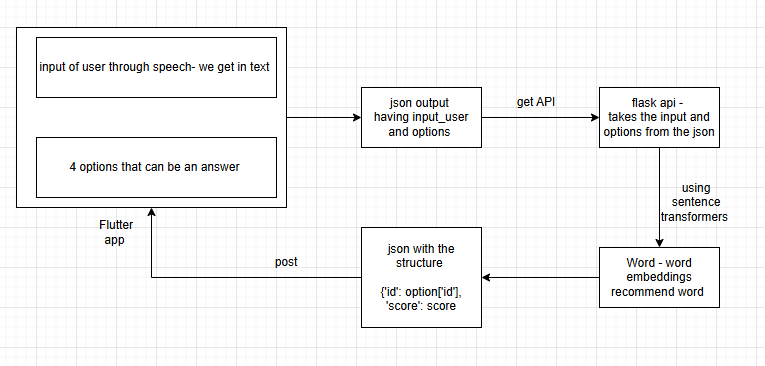 input of user through speech- we get in text
4 options that can be an answer
Flutter
app
json output
having input_user
and options
get API
flask api -
takes the input and
options from the json
using
sentence
transformers
Word - word
embeddings
recommend word
json with the
structure
{'id': option['id'],
'score': score
post